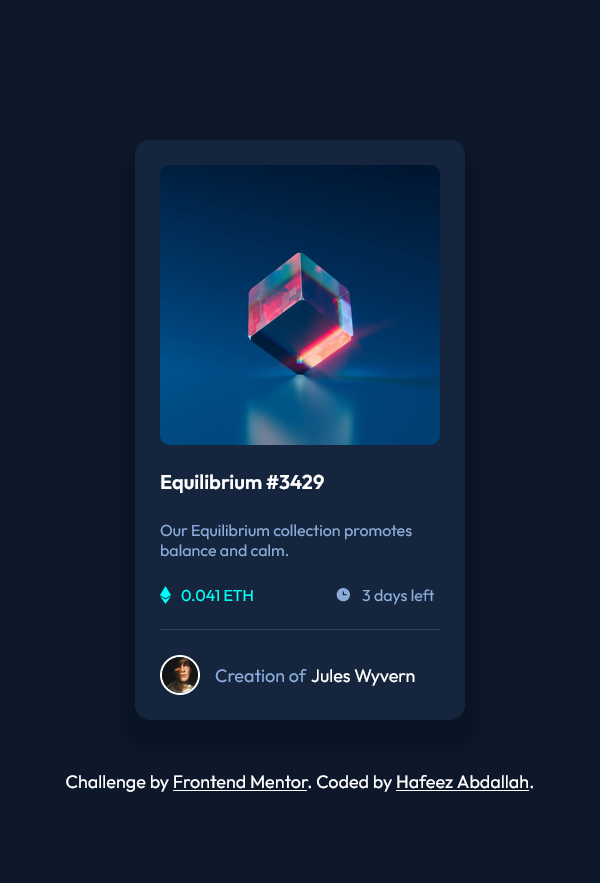 Equilibrium #3429
Our Equilibrium collection promotes
balance and calm.
0.041 ETH 3 days left
Creation of Jules Wyvern
Challenge by Frontend Mentor. Coded by Hafeez Abdallah.